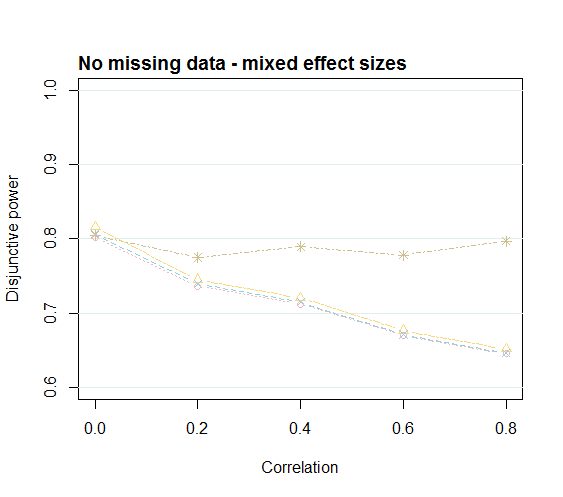 No missing data - mixed effect sizes
1.0
0.9
0.8
0.7
0.6
Disjunctive power
0.0 0.2 0.4 0.6 0.8
Correlation